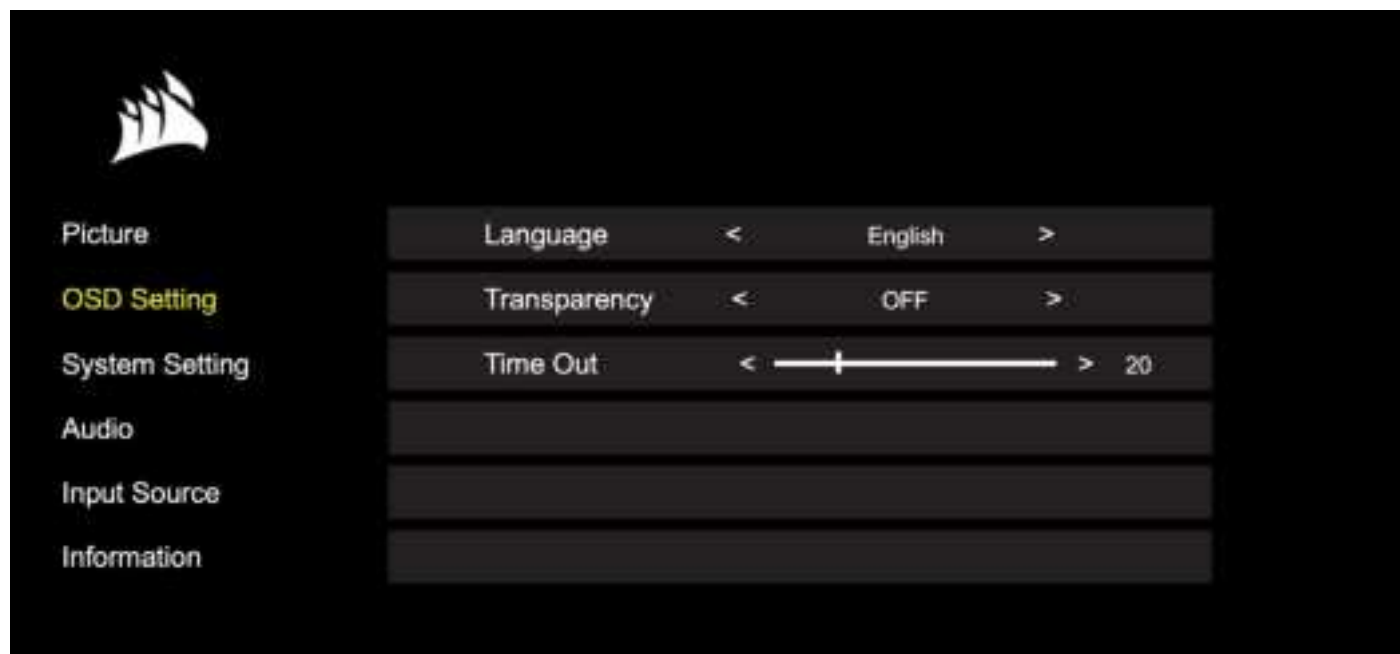 Picture
Language < English >
OSD Setting
Transparency < OFF >
System Setting
Time Out < > 20
Audio
Input Source
Information